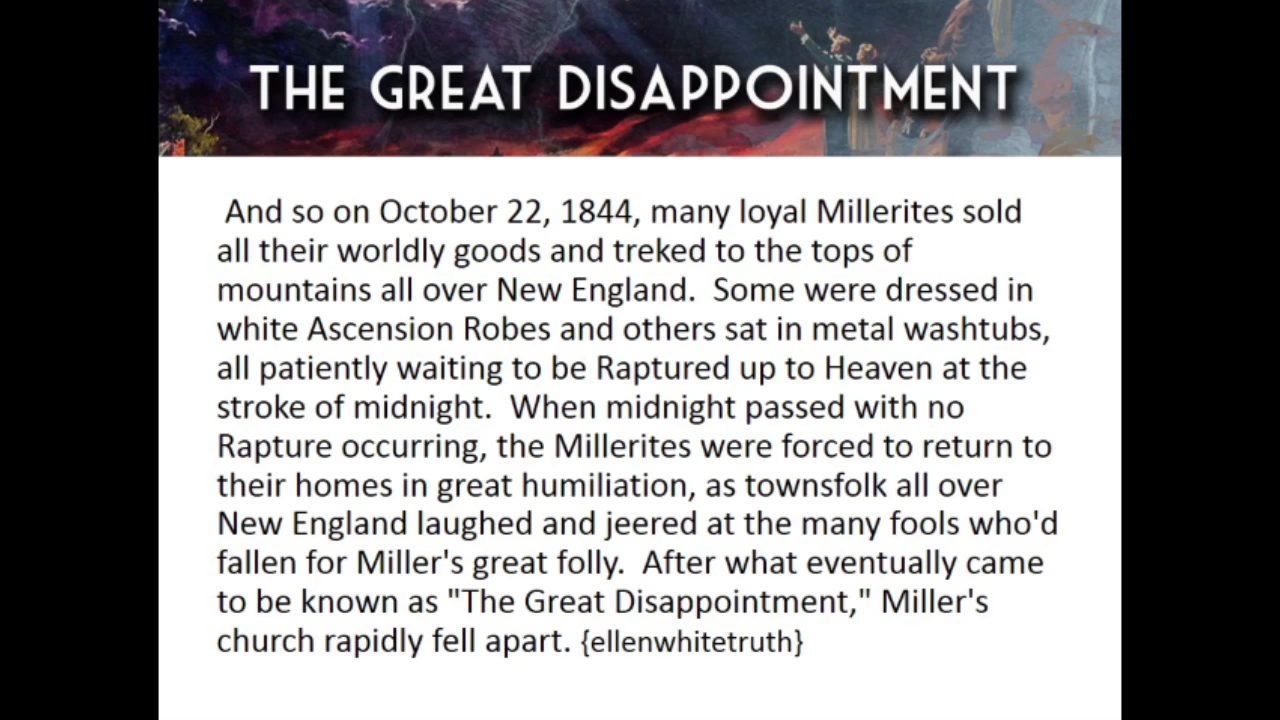 THE GREAT DISAPPOINTMENT
And so on October 22, 1844, many loyal Millerites sold
all their worldly goods and treked to the tops of
mountains all over New England.  Some were dressed in
white Ascension Robes and others sat in metal washtubs,
all patiently waiting to be Raptured up to Heaven at the
stroke of midnight.  When midnight passed with no
Rapture occurring, the Millerites were forced to return to
their homes in great humiliation, as townsfolk all over
New England laughed and jeered at the many fools who'd
fallen for Miller's great folly.  After what eventually came
to be known as "The Great Disappointment," Miller's
church rapidly fell apart. {ellenwhitetruth}